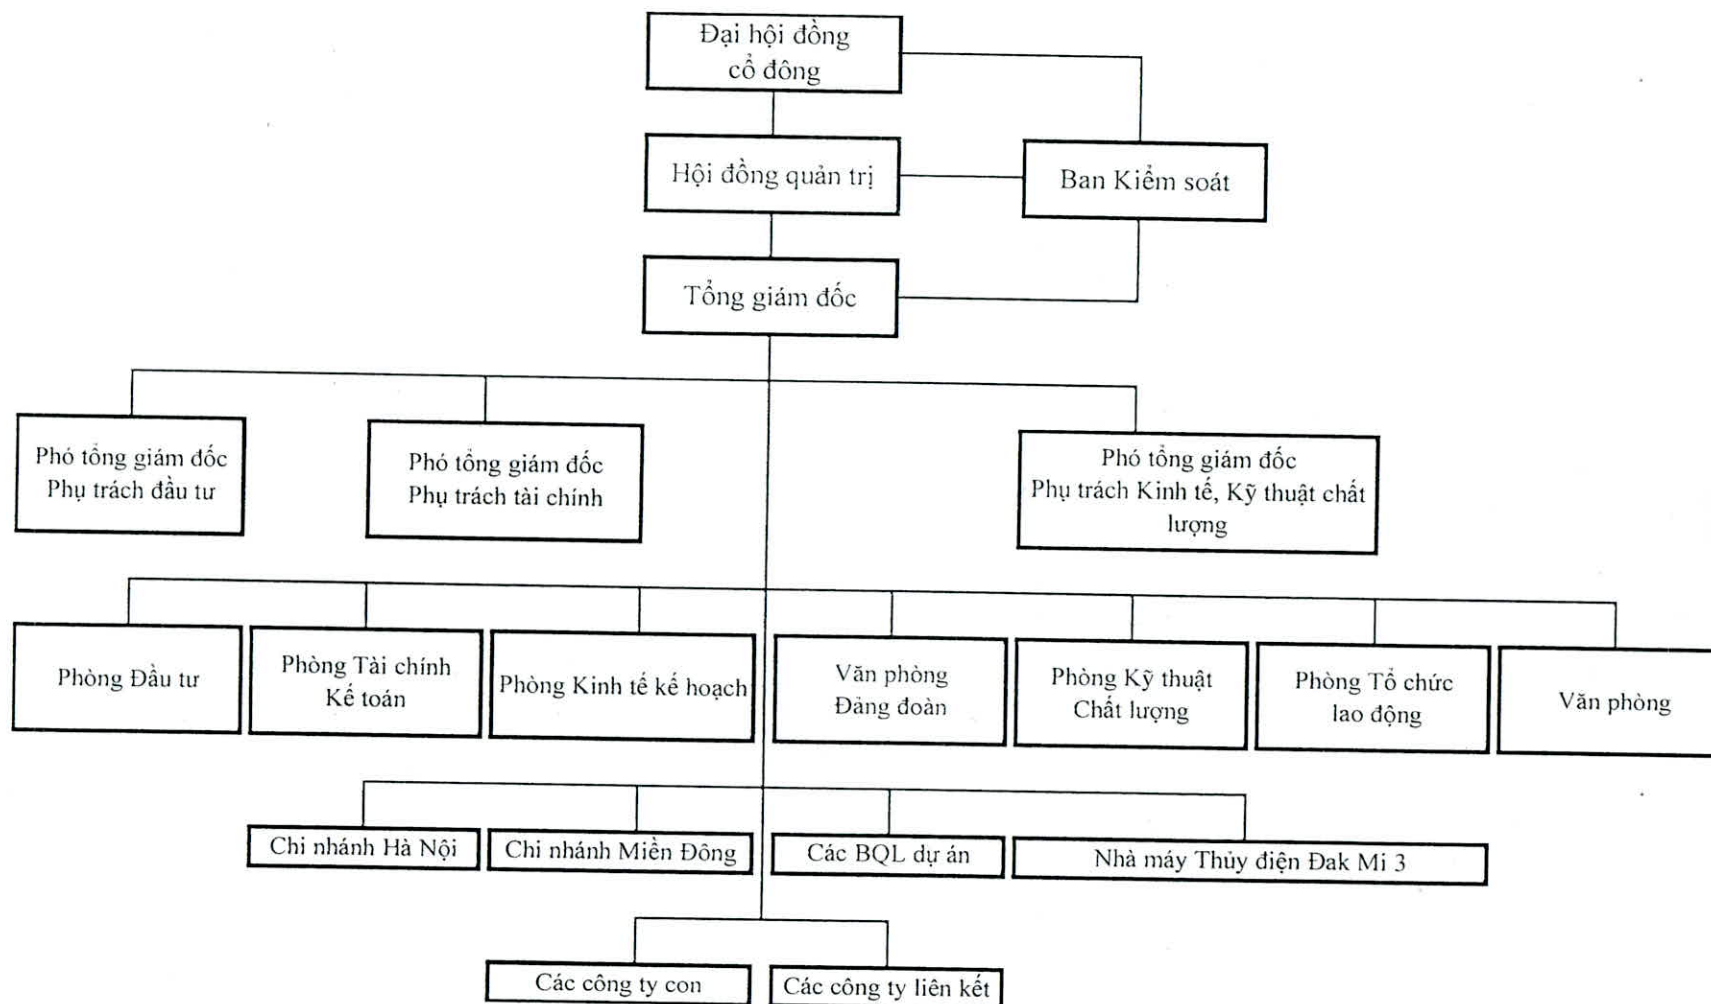 Đại hội đồng
cổ đông
Hội đồng quản trị
Ban Kiểm soát
Tổng giám đốc
Phó tổng giám đốc
Phụ trách đầu tư
Phó tổng giám đốc
Phụ trách tài chính
Phó tổng giám đốc
Phụ trách Kinh tế, Kỹ thuật chất
lượng
Phòng Đầu tư
Phòng Tài chính
Kế toán
Phòng Kinh tế kế hoạch
Văn phòng
Đảng đoàn
Phòng Kỹ thuật
Chất lượng
Phòng Tổ chức
lao động
Văn phòng
Chi nhánh Hà Nội
Chi nhánh Miền Đông
Các BQL dự án
Nhà máy Thủy điện Đak Mi 3
Các công ty con
Các công ty liên kết